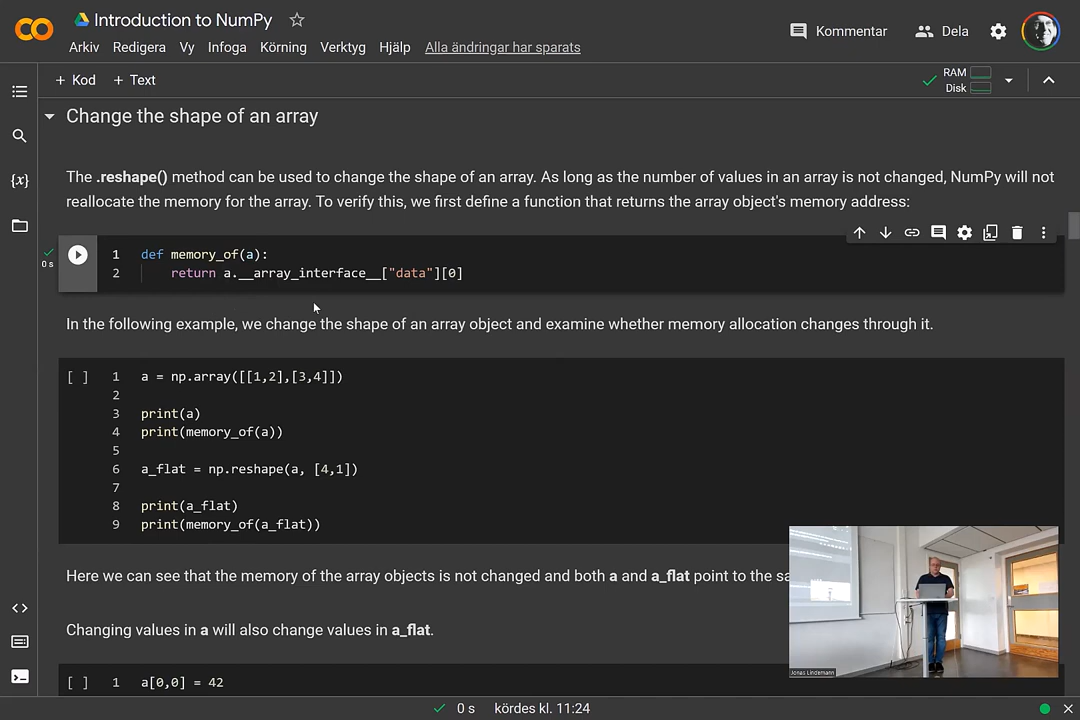 Introduction to NumPy
Arkiv Redigera Vy Infoga Körning Verktyg Hjälp Alla ändringar har sparats
Kommentar Dela
+ Kod + Text
RAM
Disk
Change the shape of an array
The .reshape() method can be used to change the shape of an array. As long as the number of values in an array is not changed, NumPy will not
reallocate the memory for the array. To verify this, we first define a function that returns the array object's memory address:
0 s
1 def memory_of(a):
2 return a.__array_interface__["data"][0]
In the following example, we change the shape of an array object and examine whether memory allocation changes through it.
[ ] 1 a = np.array([[1,2],[3,4]])
2
3 print(a)
4 print(memory_of(a))
5
6 a_flat = np.reshape(a, [4,1])
7
8 print(a_flat)
9 print(memory_of(a_flat))
Here we can see that the memory of the array objects is not changed and both a and a_flat point to the sa
Changing values in a will also change values in a_flat.
[ ] 1 a[0,0] = 42
Jonas Lindemann
0 s kördes kl. 11:24